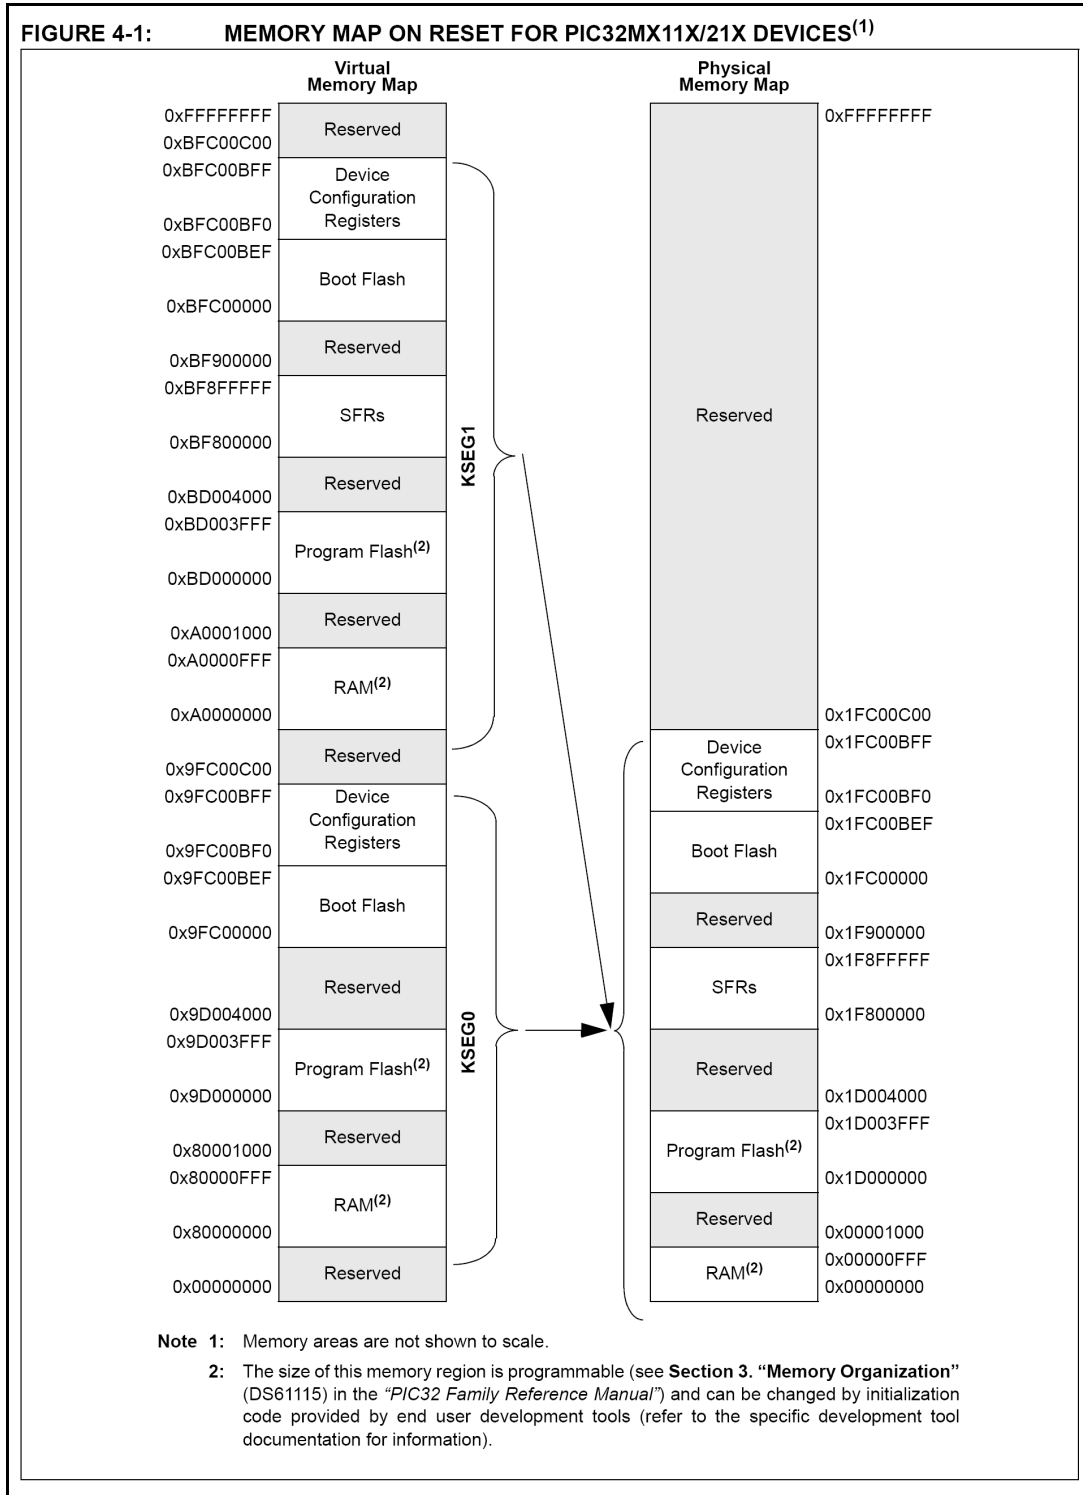 FIGURE 4-1: MEMORY MAP ON RESET FOR PIC32MX11X/21X DEVICES(1)
Virtual
Memory Map
0xFFFFFFFF
Reserved
0xBFC00C00
0xBFC00BFF
Device
Configuration
Registers
0xBFC00BF0
0xBFC00BEF
Boot Flash
0xBFC00000
Reserved
0xBF900000
0xBF8FFFFF
SFRs
0xBF800000
Reserved
0xBD004000
0xBD003FFF
Program Flash(2)
0xBD000000
Reserved
0xA0001000
0xA0000FFF
RAM(2)
0xA0000000
KSEG1
Reserved
0x9FC00C00
0x9FC00BFF
Device
Configuration
Registers
0x9FC00BF0
0x9FC00BEF
Boot Flash
0x9FC00000
Reserved
0x9D004000
0x9D003FFF
Program Flash(2)
0x9D000000
Reserved
0x80001000
0x80000FFF
RAM(2)
0x80000000
KSEG0
Reserved
0x00000000
Physical
Memory Map
0xFFFFFFFF
Reserved
0x1FC00C00
0x1FC00BFF
Device
Configuration
Registers
0x1FC00BF0
0x1FC00BEF
Boot Flash
0x1FC00000
Reserved
0x1F900000
0x1F8FFFFF
SFRs
0x1F800000
Reserved
0x1D004000
0x1D003FFF
Program Flash(2)
0x1D000000
Reserved
0x00001000
0x00000FFF
RAM(2)
0x00000000
Note 1: Memory areas are not shown to scale.
2: The size of this memory region is programmable (see Section 3. “Memory Organization”
(DS61115) in the “PIC32 Family Reference Manual”) and can be changed by initialization
code provided by end user development tools (refer to the specific development tool
documentation for information).